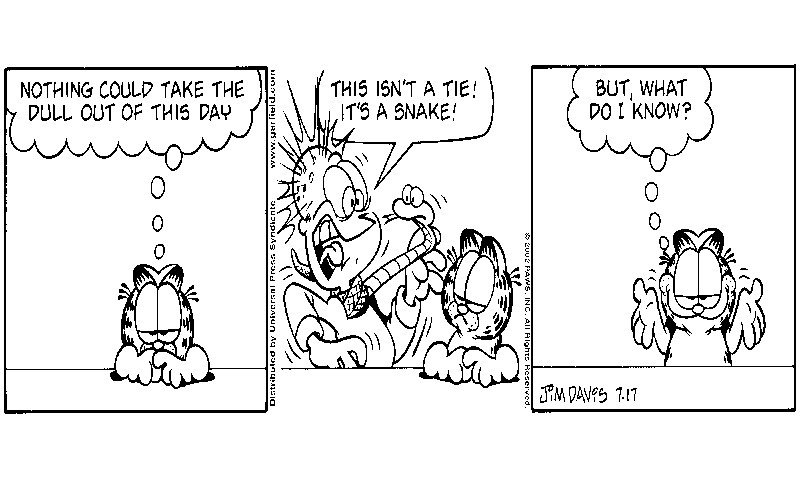 NOTHING COULD TAKE THE
DULL OUT OF THIS DAY
www.garfield.com
Distributed by Universal Press Syndicate
THIS ISN'T A TIE!
IT'S A SNAKE!
© 2002 PAWS, INC. All Rights Reserved.
BUT, WHAT
DO I KNOW?
JIM DAVIS 7.17